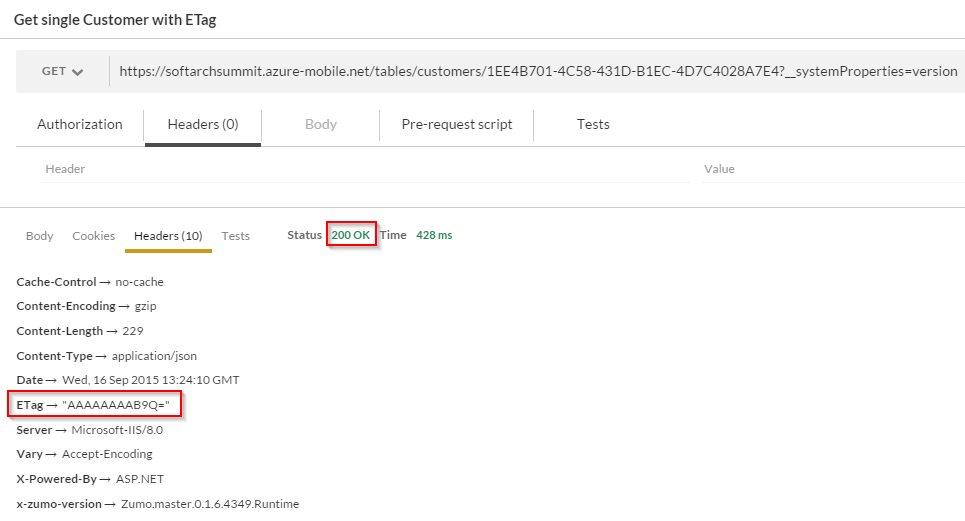 Get single Customer with ETag
GET https://softarchsummit.azure-mobile.net/tables/customers/1EE4B701-4C58-431D-B1EC-4D7C4028A7E4?__systemProperties=version
Authorization Headers (0) Body Pre-request script Tests
Header Value
Body Cookies Headers (10) Tests Status 200 OK Time 428 ms
Cache-Control → no-cache
Content-Encoding → gzip
Content-Length → 229
Content-Type → application/json
Date → Wed, 16 Sep 2015 13:24:10 GMT
ETag → "AAAAAAAAB9Q="
Server → Microsoft-IIS/8.0
Vary → Accept-Encoding
X-Powered-By → ASP.NET
x-zumo-version → Zumo.master.0.1.6.4349.Runtime